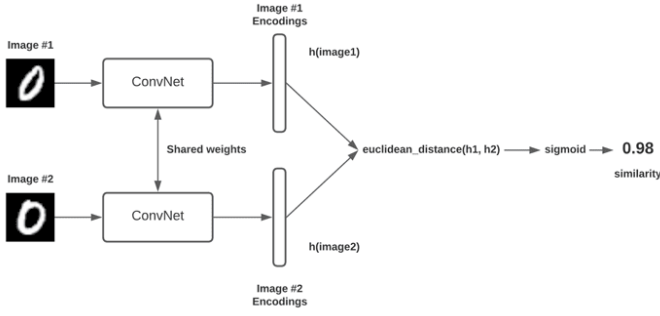 Image #1
Encodings
Image #1
h(image1)
ConvNet
Shared weights
euclidean_distance(h1, h2)
sigmoid
0.98
similarity
Image #2
ConvNet
h(image2)
Image #2
Encodings